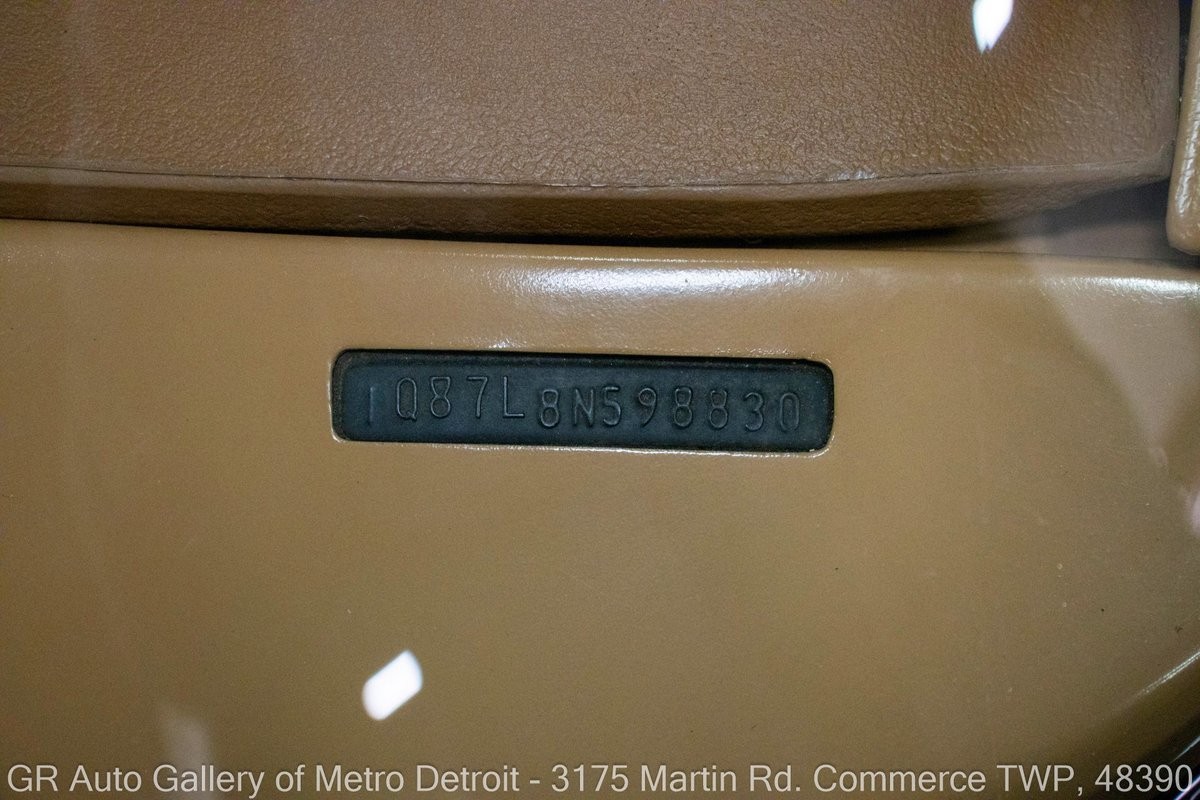 1Q87L8N598830
GR Auto Gallery of Metro Detroit - 3175 Martin Rd. Commerce TWP, 48390